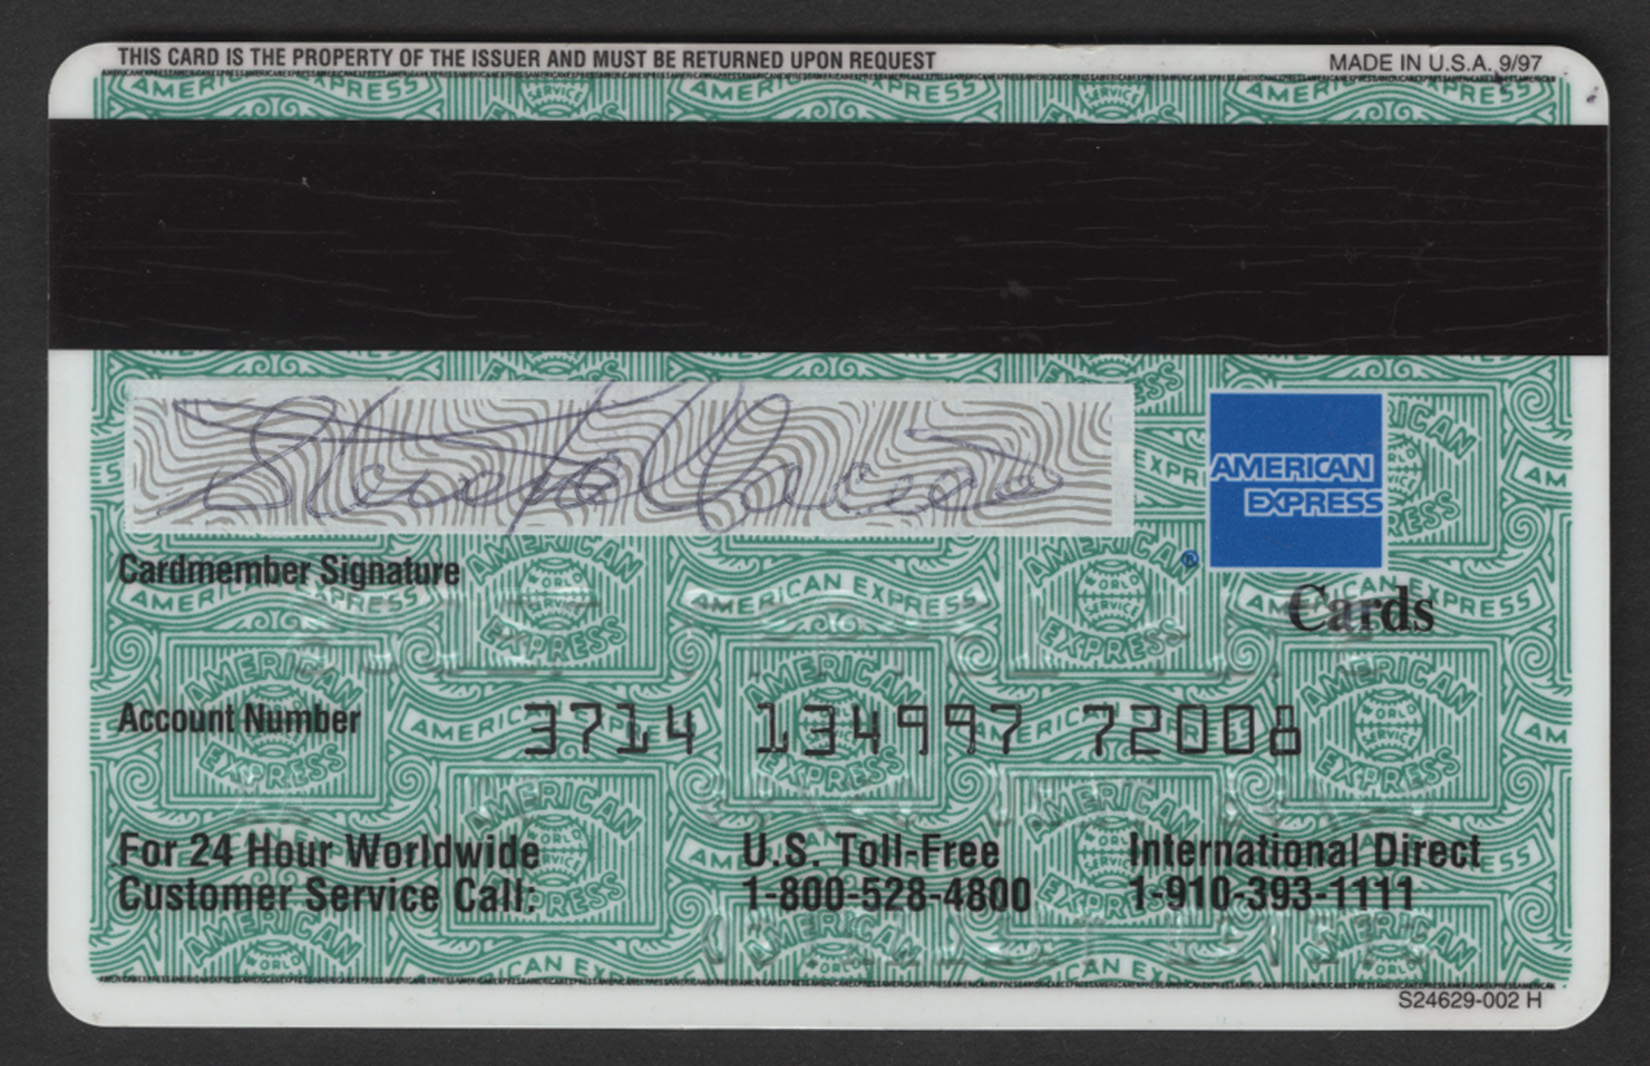 THIS CARD IS THE PROPERTY OF THE ISSUER AND MUST BE RETURNED UPON REQUEST
MADE IN U.S.A. 9/97
AMERICAN
EXPRESS
®
Cards
Cardmember Signature
Account Number 3714 134997 72008
For 24 Hour Worldwide
Customer Service Call:
U.S. Toll-Free
1-800-528-4800
International Direct
1-910-393-1111
S24629-002 H